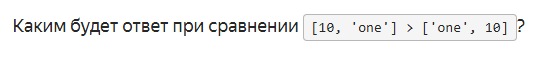 Каким будет ответ при сравнении [10, 'one'] > ['one', 10]?